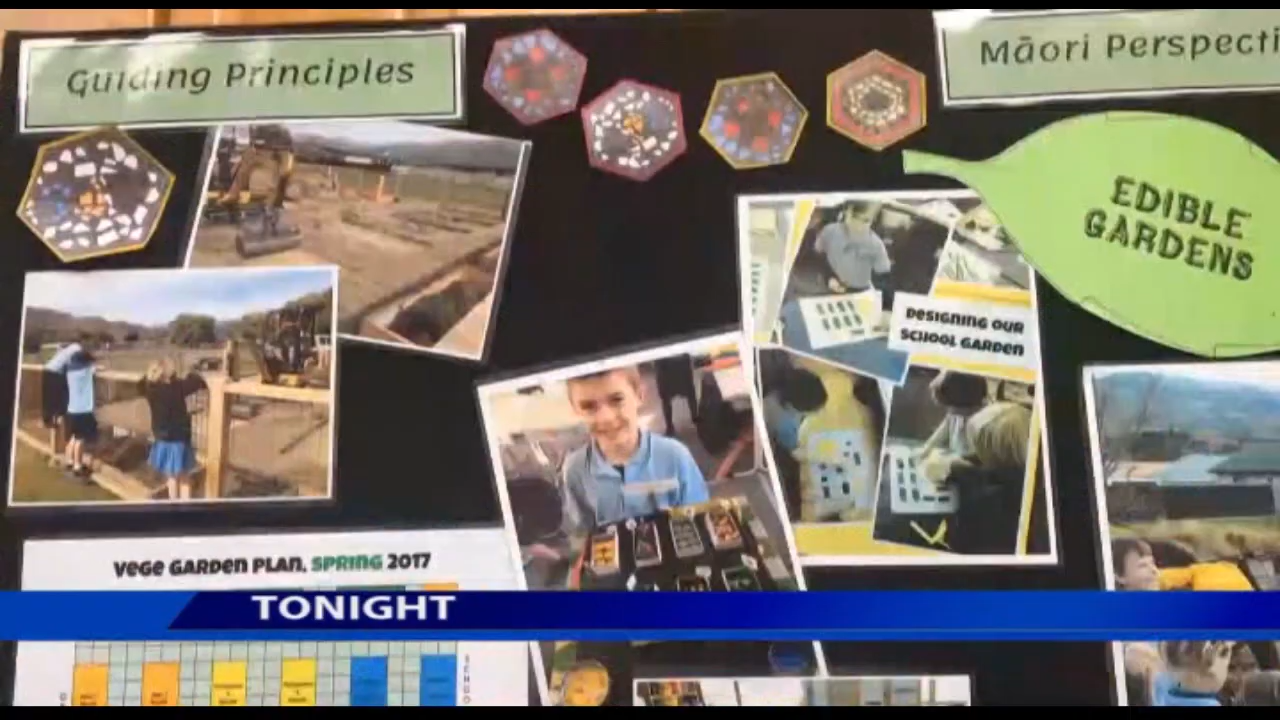 Guiding Principles
Māori Perspecti
EDIBLE
GARDENS
DESIGNING OUR
SCHOOL GARDEN
VEGE GARDEN PLAN, SPRING 2017
TONIGHT